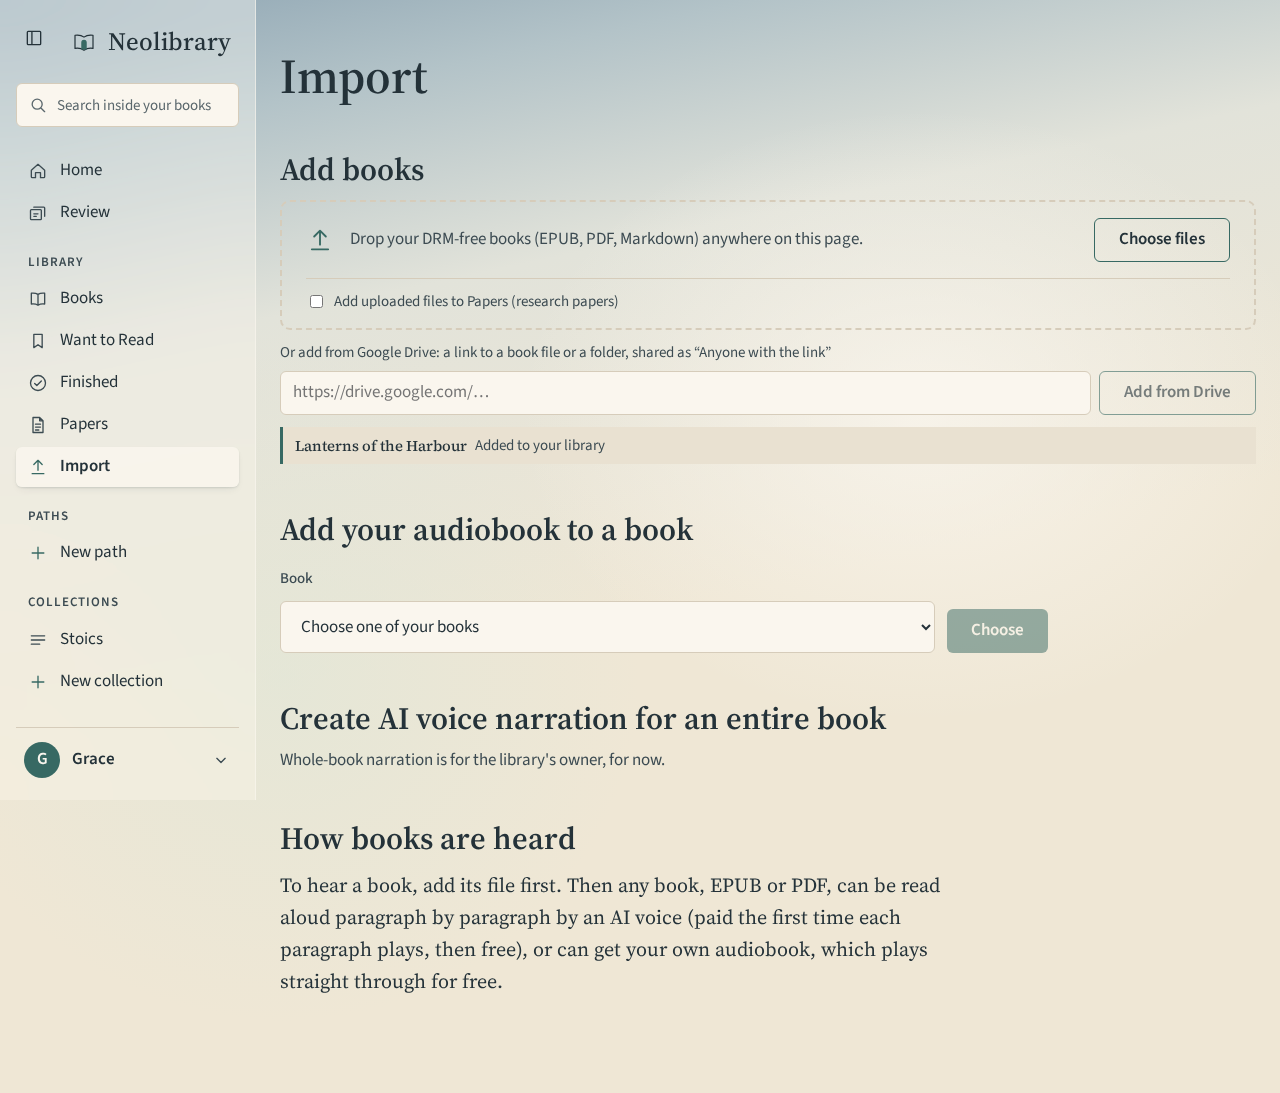 Neolibrary
Search inside your books
Home
Review
LIBRARY
Books
Want to Read
Finished
Papers
Import
PATHS
New path
COLLECTIONS
Stoics
New collection
G
Grace
Import
Add books
Drop your DRM-free books (EPUB, PDF, Markdown) anywhere on this page.
Choose files
Add uploaded files to Papers (research papers)
Or add from Google Drive: a link to a book file or a folder, shared as “Anyone with the link”
https://drive.google.com/…
Add from Drive
Lanterns of the Harbour Added to your library
Add your audiobook to a book
Book
Choose one of your books
Choose
Create AI voice narration for an entire book
Whole-book narration is for the library's owner, for now.
How books are heard
To hear a book, add its file first. Then any book, EPUB or PDF, can be read
aloud paragraph by paragraph by an AI voice (paid the first time each
paragraph plays, then free), or can get your own audiobook, which plays
straight through for free.